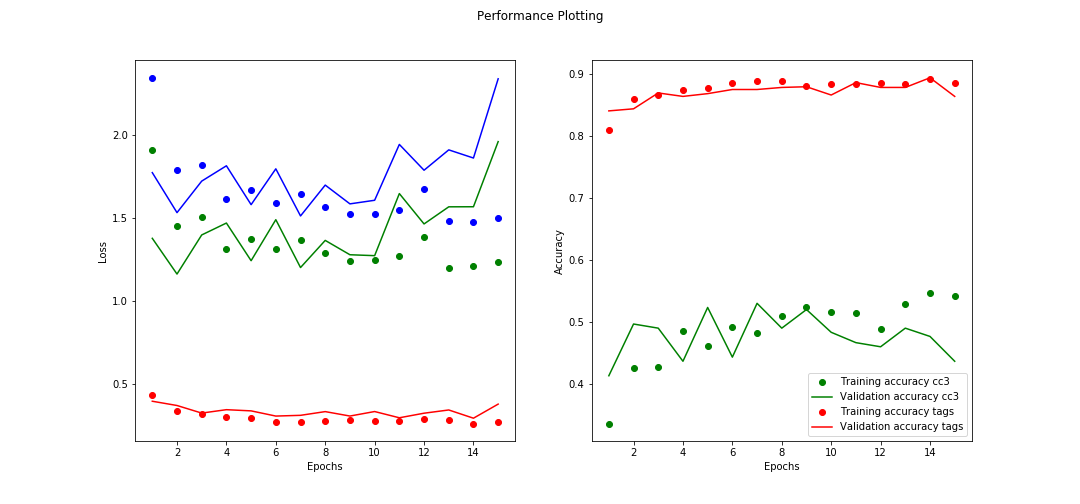 Performance Plotting
Loss
2.0
1.5
1.0
0.5
2 4 6 8 10 12 14
Epochs
Accuracy
0.9
0.8
0.7
0.6
0.5
0.4
Training accuracy cc3
Validation accuracy cc3
Training accuracy tags
Validation accuracy tags
2 4 6 8 10 12 14
Epochs